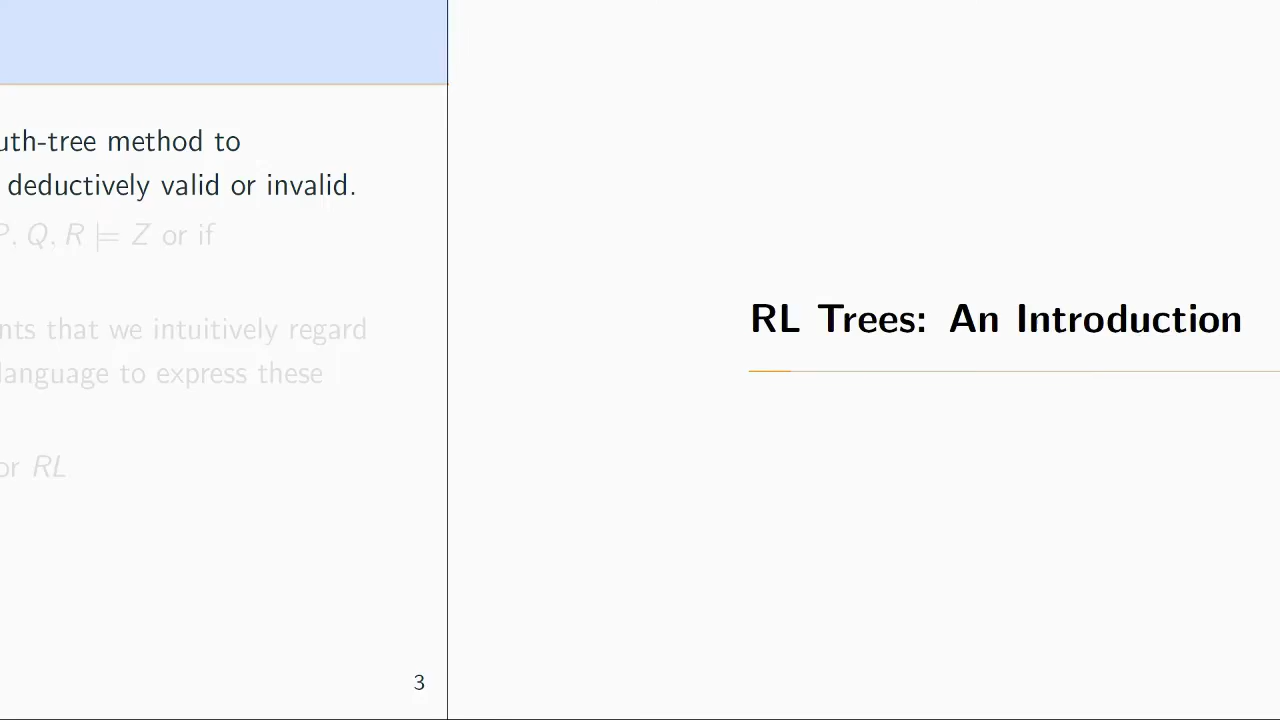 uth-tree method to
deductively valid or invalid.
P. Q. R ⊨ Z or if
nts that we intuitively regard
language to express these
or RL
3
RL Trees: An Introduction